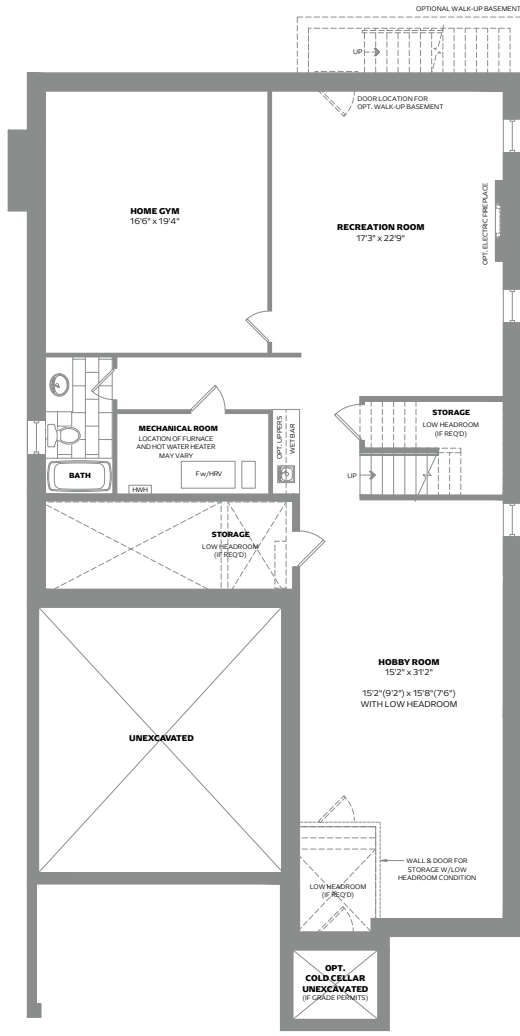 OPTIONAL WALK-UP BASEMENT
UP
DOOR LOCATION FOR
OPT. WALK-UP BASEMENT
HOME GYM
16'6" x 19'4"
RECREATION ROOM
17'3" x 22'9"
OPT. ELECTRIC FIREPLACE
STORAGE
LOW HEADROOM
(IF REQ'D)
UP
MECHANICAL ROOM
LOCATION OF FURNACE
AND HOT WATER HEATER
MAY VARY
Fw/HRV
HWH
OPT. UPPERS
WET BAR
BATH
STORAGE
LOW HEADROOM
(IF REQ'D)
HOBBY ROOM
15'2" x 31'2"
15'2"(9'2") x 15'8"(7'6")
WITH LOW HEADROOM
UNEXCAVATED
WALL & DOOR FOR
STORAGE W/LOW
HEADROOM CONDITION
LOW HEADROOM
(IF REQ'D)
OPT.
COLD CELLAR
UNEXCAVATED
(IF GRADE PERMITS)